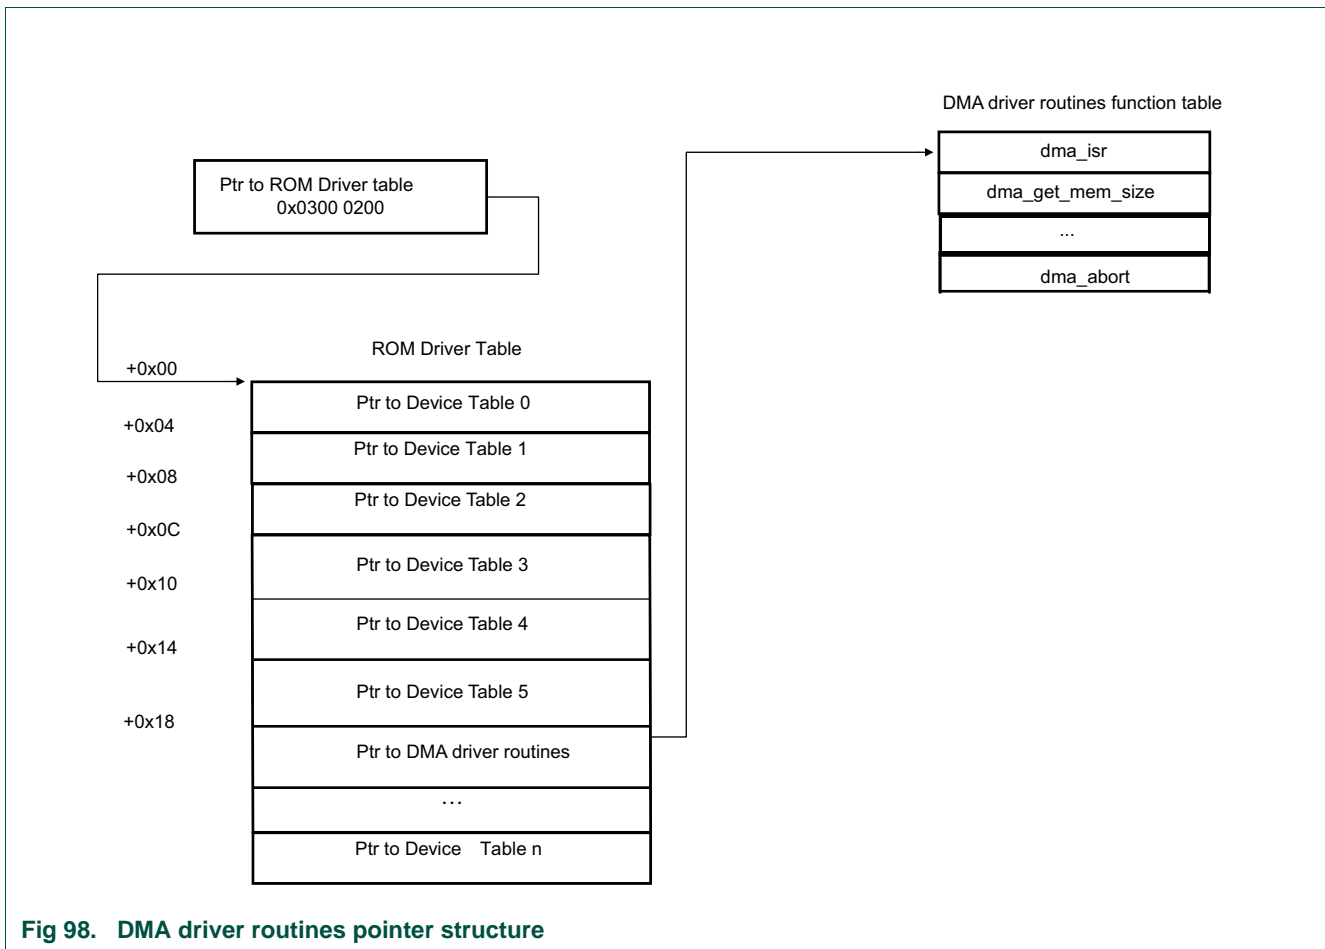 DMA driver routines function table
dma_isr
dma_get_mem_size
...
dma_abort
Ptr to ROM Driver table
0x0300 0200
ROM Driver Table
+0x00
Ptr to Device Table 0
+0x04
Ptr to Device Table 1
+0x08
Ptr to Device Table 2
+0x0C
Ptr to Device Table 3
+0x10
Ptr to Device Table 4
+0x14
Ptr to Device Table 5
+0x18
Ptr to DMA driver routines
...
Ptr to Device Table n
Fig 98. DMA driver routines pointer structure